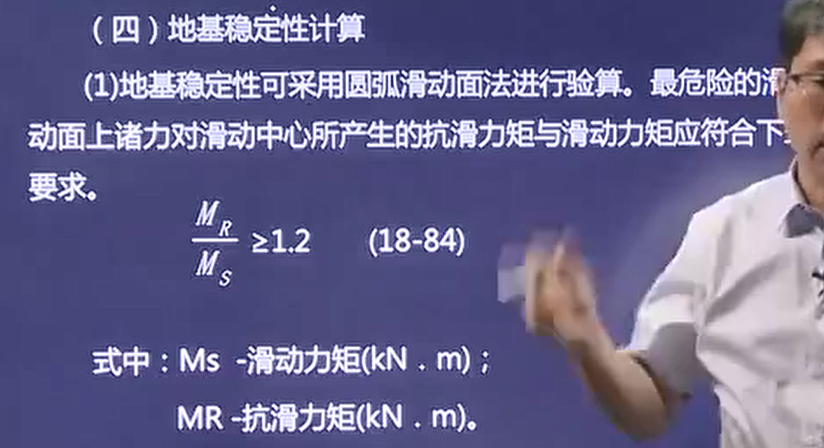 （四）地基稳定性计算
(1)地基稳定性可采用圆弧滑动面法进行验算。最危险的滑
动面上诸力对滑动中心所产生的抗滑力矩与滑动力矩应符合下
要求。
M_R / M_S ≥1.2 (18-84)
式中：Ms -滑动力矩(kN．m)；
MR -抗滑力矩(kN．m)。